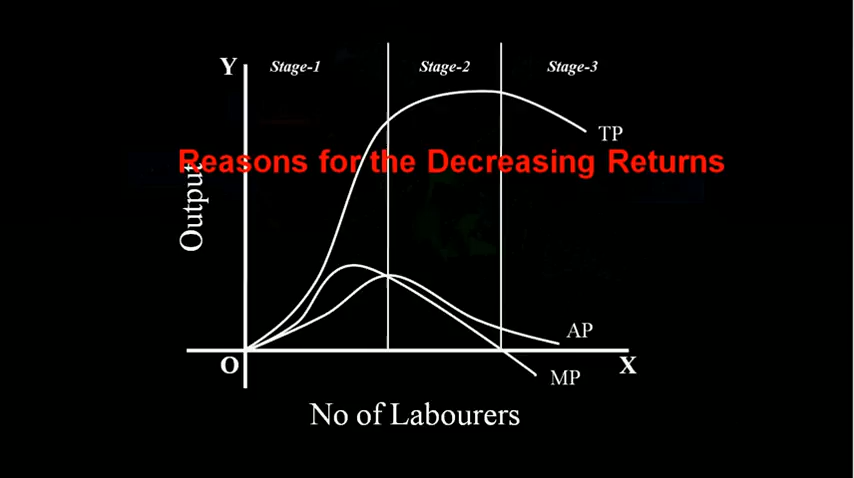 Y
Stage-1
Stage-2
Stage-3
TP
Reasons for the Decreasing Returns
Output
AP
O
X
MP
No of Labourers